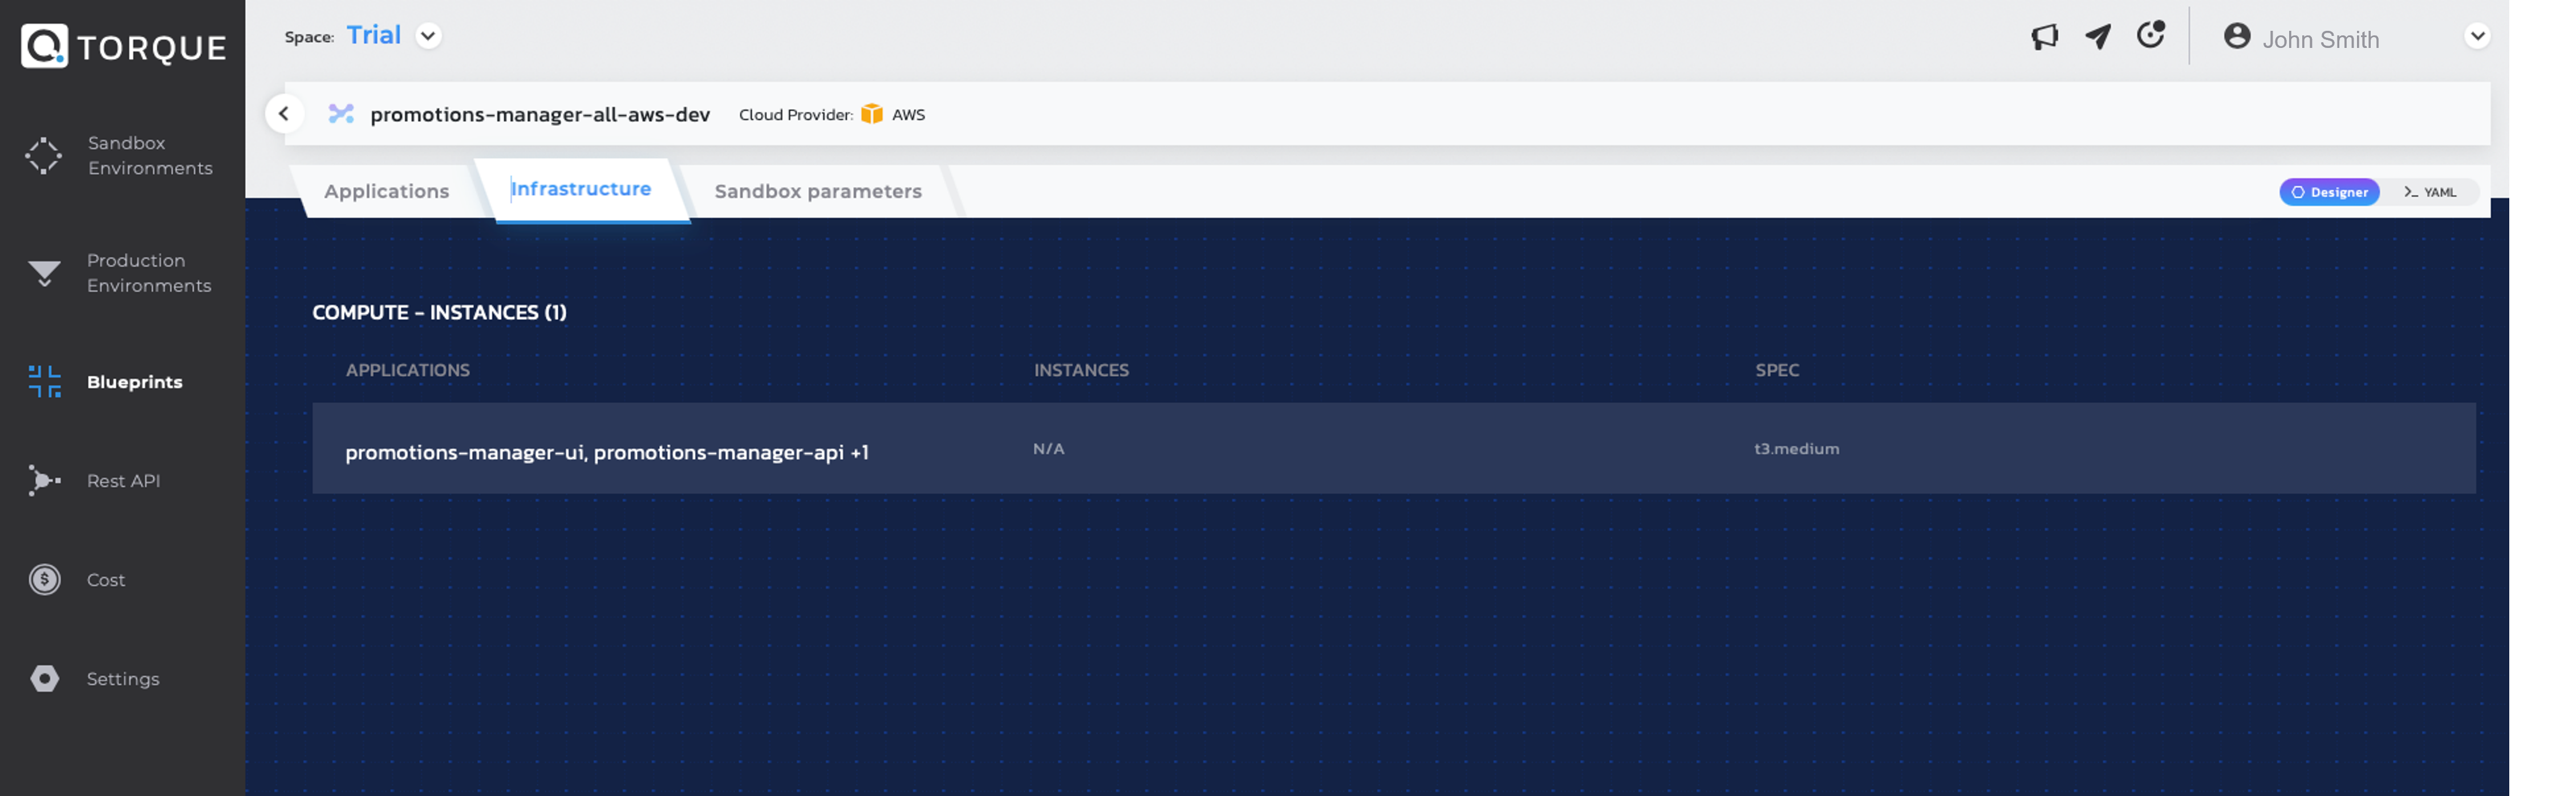 TORQUE
Space: Trial
John Smith
promotions-manager-all-aws-dev Cloud Provider: AWS
Applications Infrastructure Sandbox parameters
Designer >_ YAML
Sandbox
Environments
Production
Environments
Blueprints
Rest API
Cost
Settings
COMPUTE - INSTANCES (1)
APPLICATIONS INSTANCES SPEC
promotions-manager-ui, promotions-manager-api +1 N/A t3.medium